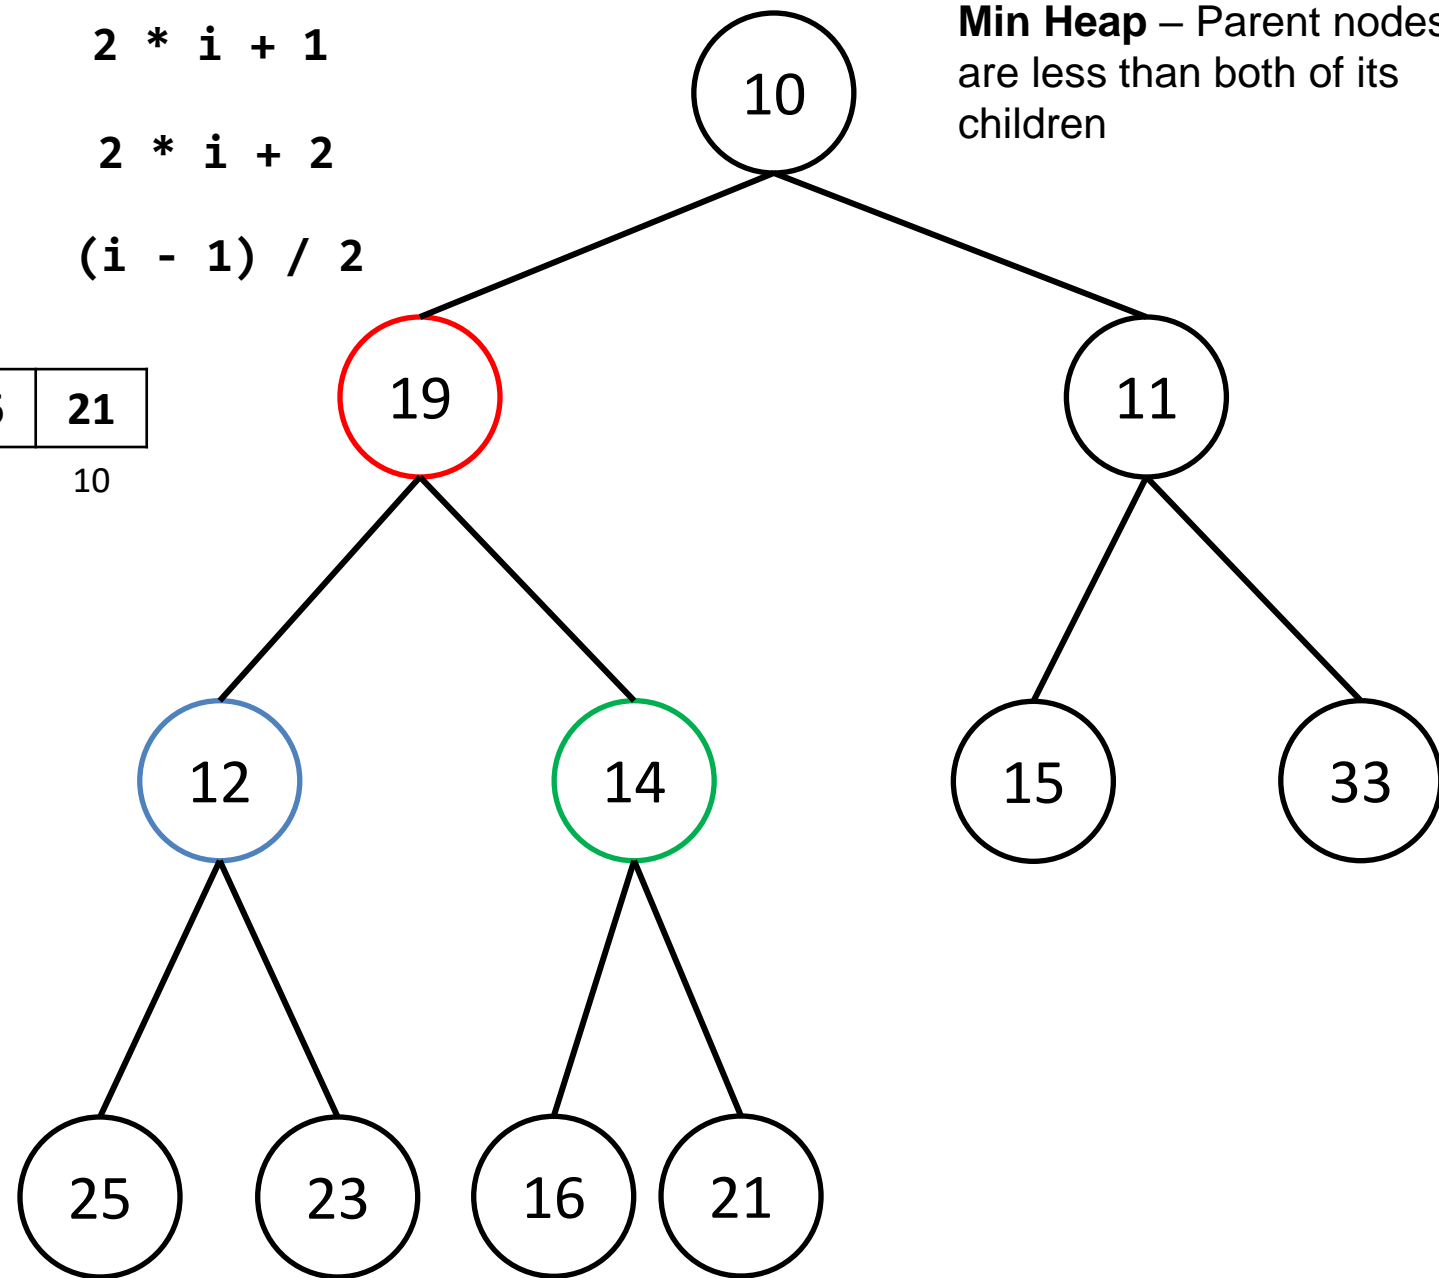 2 * i + 1
2 * i + 2
(i - 1) / 2
Min Heap – Parent nodes
are less than both of its
children
10
21
10
19
11
12
14
15
33
25
23
16
21